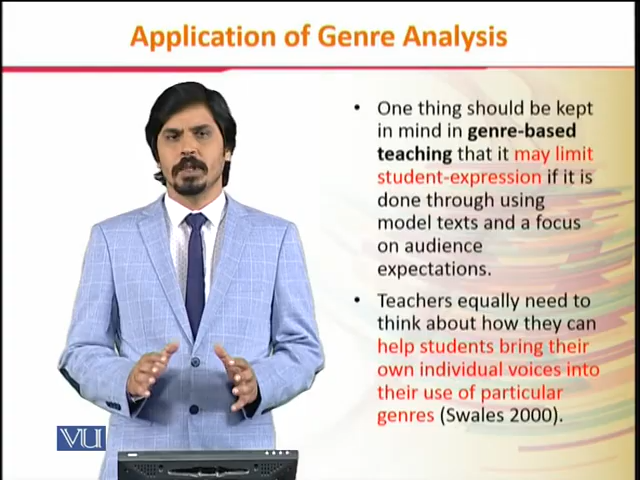 Application of Genre Analysis
• One thing should be kept
in mind in genre-based
teaching that it may limit
student-expression if it is
done through using
model texts and a focus
on audience
expectations.
• Teachers equally need to
think about how they can
help students bring their
own individual voices into
their use of particular
genres (Swales 2000).
VU